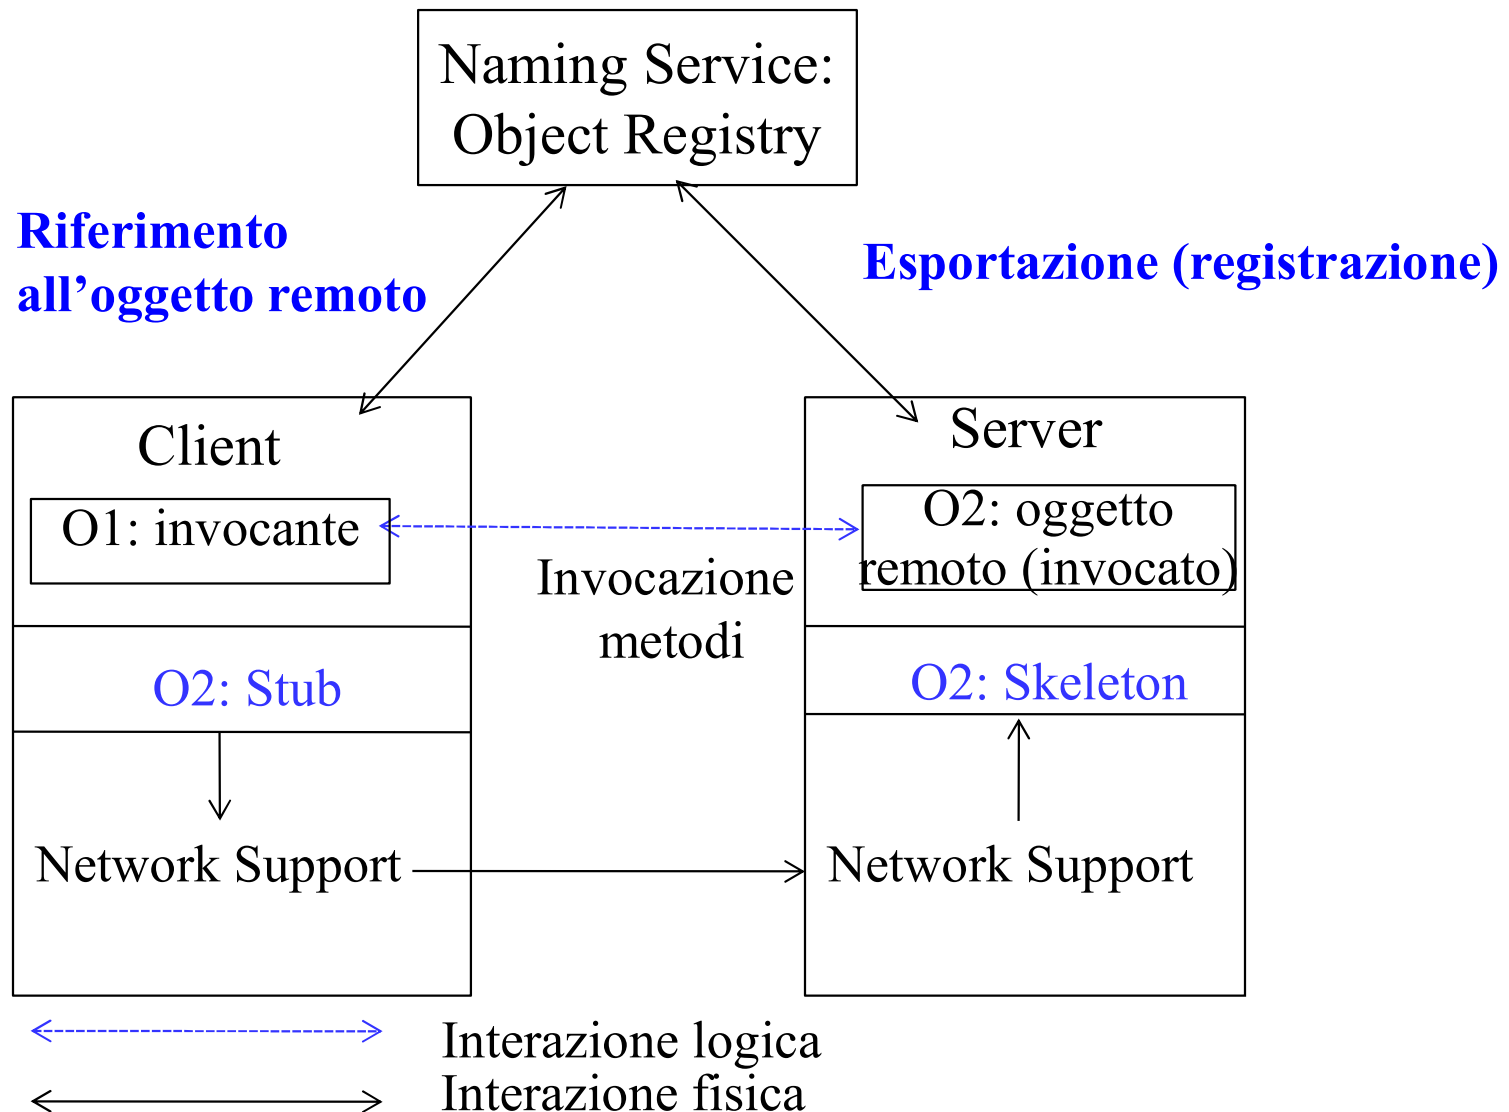 Naming Service:
Object Registry
Riferimento
all’oggetto remoto
Esportazione (registrazione)
Client
Server
O1: invocante
O2: oggetto
remoto (invocato)
Invocazione
metodi
O2: Stub
O2: Skeleton
Network Support
Network Support
Interazione logica
Interazione fisica